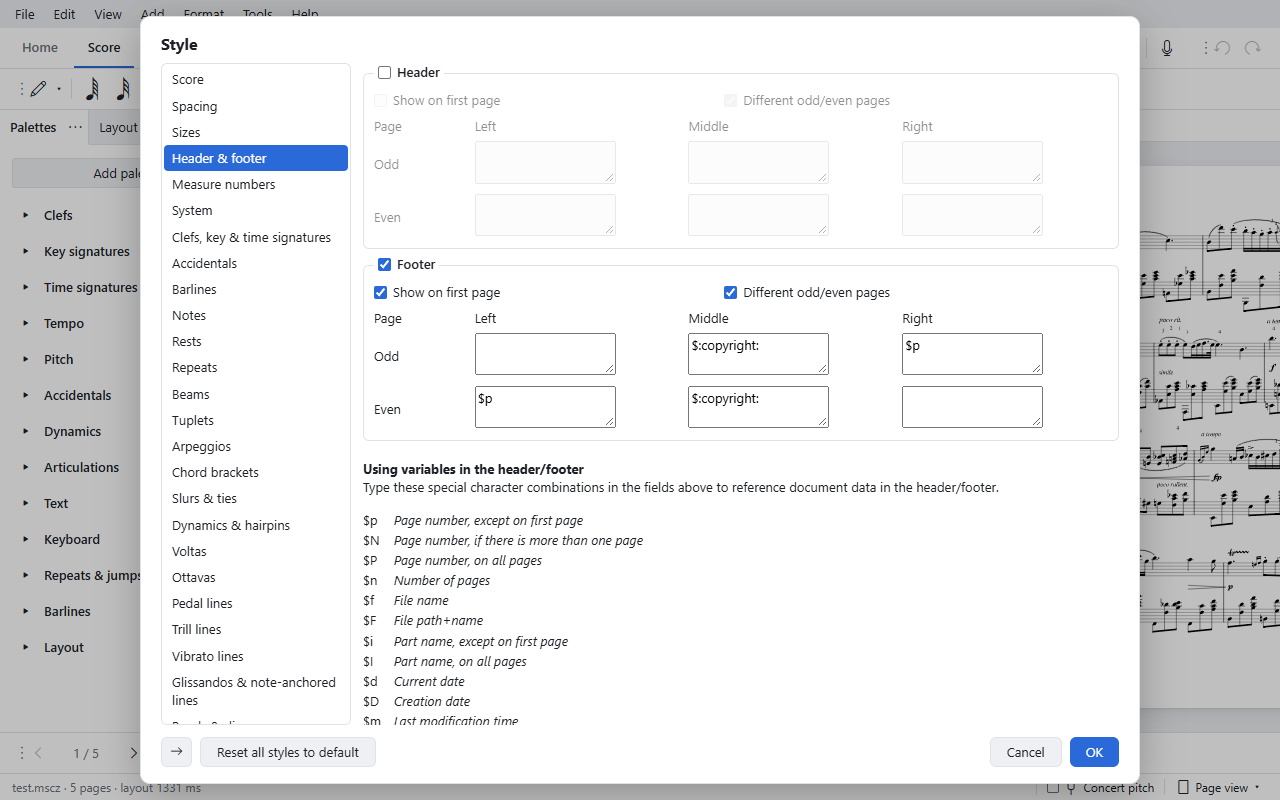 File Edit View Add Format Tools Help
Home Score
Style
Palettes Layout
Clefs
Key signatures
Time signatures
Tempo
Pitch
Accidentals
Dynamics
Articulations
Text
Keyboard
Repeats & jumps
Barlines
Layout
Score
Spacing
Sizes
Header & footer
Measure numbers
System
Clefs, key & time signatures
Accidentals
Barlines
Notes
Rests
Repeats
Beams
Tuplets
Arpeggios
Chord brackets
Slurs & ties
Dynamics & hairpins
Voltas
Ottavas
Pedal lines
Trill lines
Vibrato lines
Glissandos & note-anchored
lines
Header
Show on first page Different odd/even pages
Page Left Middle Right
Odd
Even
Footer
Show on first page Different odd/even pages
Page Left Middle Right
Odd $:copyright: $p
Even $p $:copyright:
Using variables in the header/footer
Type these special character combinations in the fields above to reference document data in the header/footer.
$p Page number, except on first page
$N Page number, if there is more than one page
$P Page number, on all pages
$n Number of pages
$f File name
$F File path+name
$i Part name, except on first page
$I Part name, on all pages
$d Current date
$D Creation date
$m Last modification time
→ Reset all styles to default Cancel OK
1 / 5
test.mscz · 5 pages · layout 1331 ms Concert pitch Page view
paco rit.
simile
a tempo
poco rallent.